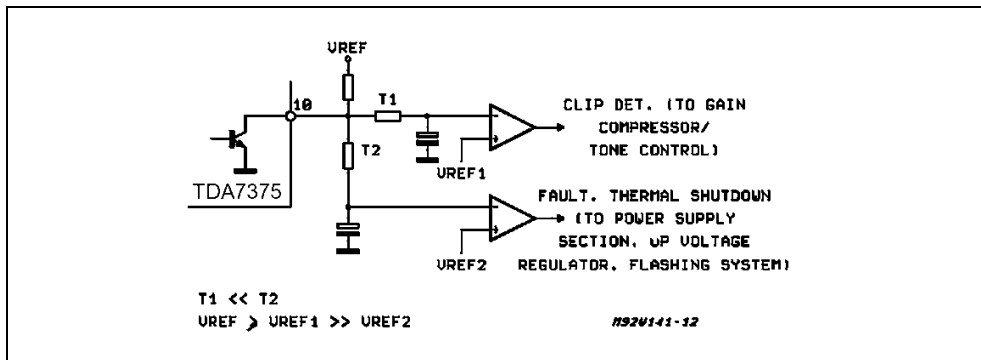 VREF
10
T1
CLIP DET. (TO GAIN
COMPRESSOR/
TONE CONTROL)
T2
VREF1
TDA7375
FAULT. THERMAL SHUTDOWN
(TO POWER SUPPLY
SECTION. uP VOLTAGE
REGULATOR. FLASHING SYSTEM)
VREF2
T1 << T2
VREF > VREF1 >> VREF2
M92U141-12